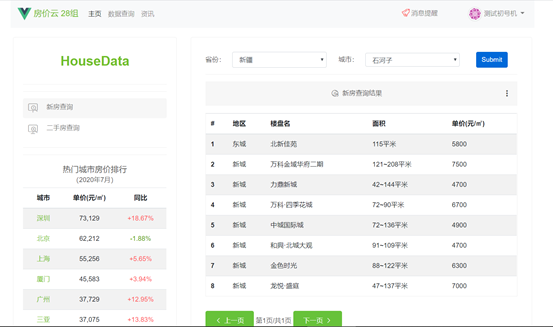 房价云 28组 主页 数据查询 资讯 消息提醒 测试初号机
HouseData
新房查询
二手房查询
热门城市房价排行
(2020年7月)
城市 单价(元/㎡) 同比
深圳 73,129 +18.67%
北京 62,212 -1.88%
上海 55,256 +5.65%
厦门 45,583 +3.94%
广州 37,729 +12.95%
三亚 37,075 +13.83%
省份： 新疆 城市： 石河子 Submit
新房查询结果
# 地区 楼盘名 面积 单价(元/㎡)
1 东城 北新佳苑 115平米 5800
2 新城 万科金域华府二期 121~208平米 7500
3 新城 力鼎新城 42~144平米 4700
4 新城 万科·四季花城 72~90平米 6700
5 新城 中城国际城 72~136平米 4900
6 新城 和润·北城大观 91~109平米 4700
7 新城 金色时光 88~122平米 6300
8 新城 龙悦·盛庭 47~137平米 7000
上一页 第1页/共1页 下一页